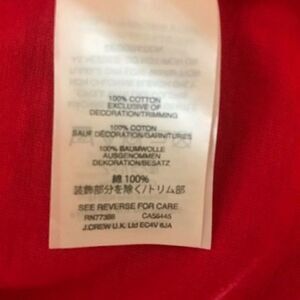 100% COTTON
EXCLUSIVE OF
DECORATION/TRIMMING
100% COTON
SAUF DÉCORATION/GARNITURES
100% BAUMWOLLE
AUSGENOMMEN
DEKORATION/BESATZ
綿 100%
装飾部分を除く/トリム部
SEE REVERSE FOR CARE
RN77388 CA56445
J.CREW U.K. Ltd EC4V 6JA